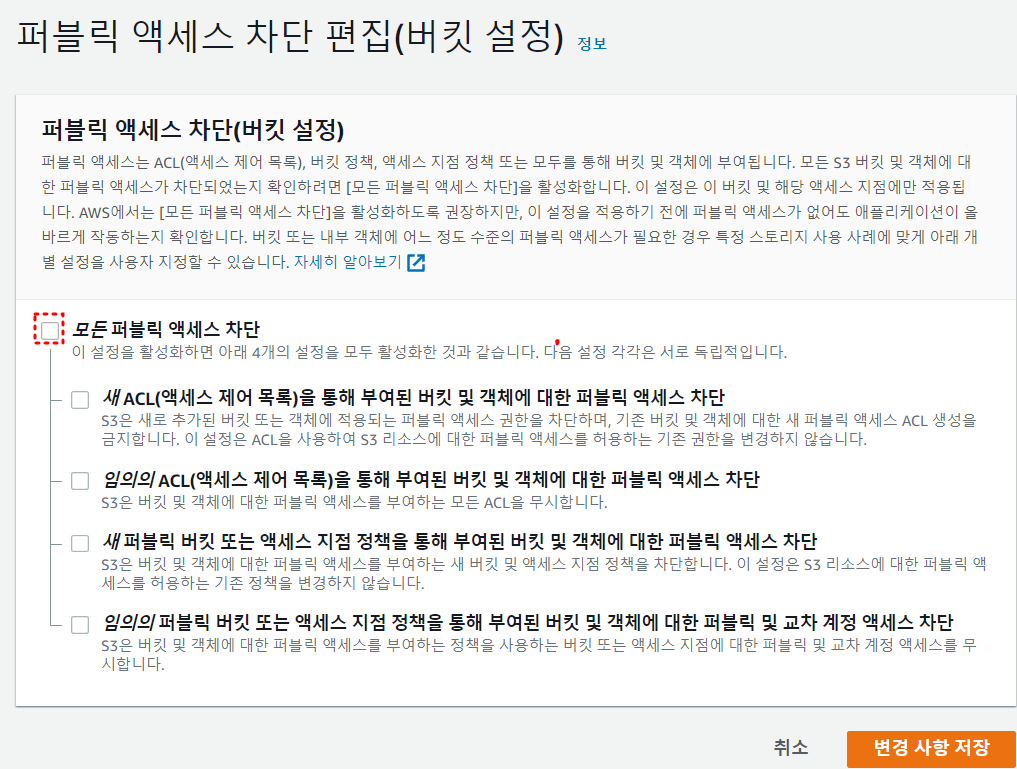 퍼블릭 액세스 차단 편집(버킷 설정) 정보
퍼블릭 액세스 차단(버킷 설정)
퍼블릭 액세스는 ACL(액세스 제어 목록), 버킷 정책, 액세스 지점 정책 또는 모두를 통해 버킷 및 객체에 부여됩니다. 모든 S3 버킷 및 객체에 대
한 퍼블릭 액세스가 차단되었는지 확인하려면 [모든 퍼블릭 액세스 차단]을 활성화합니다. 이 설정은 이 버킷 및 해당 액세스 지점에만 적용됩
니다. AWS에서는 [모든 퍼블릭 액세스 차단]을 활성화하도록 권장하지만, 이 설정을 적용하기 전에 퍼블릭 액세스가 없어도 애플리케이션이 올
바르게 작동하는지 확인합니다. 버킷 또는 내부 객체에 어느 정도 수준의 퍼블릭 액세스가 필요한 경우 특정 스토리지 사용 사례에 맞게 아래 개
별 설정을 사용자 지정할 수 있습니다. 자세히 알아보기
모든 퍼블릭 액세스 차단
이 설정을 활성화하면 아래 4개의 설정을 모두 활성화한 것과 같습니다. 다음 설정 각각은 서로 독립적입니다.
새 ACL(액세스 제어 목록)을 통해 부여된 버킷 및 객체에 대한 퍼블릭 액세스 차단
S3은 새로 추가된 버킷 또는 객체에 적용되는 퍼블릭 액세스 권한을 차단하며, 기존 버킷 및 객체에 대한 새 퍼블릭 액세스 ACL 생성을
금지합니다. 이 설정은 ACL을 사용하여 S3 리소스에 대한 퍼블릭 액세스를 허용하는 기존 권한을 변경하지 않습니다.
임의의 ACL(액세스 제어 목록)을 통해 부여된 버킷 및 객체에 대한 퍼블릭 액세스 차단
S3은 버킷 및 객체에 대한 퍼블릭 액세스를 부여하는 모든 ACL을 무시합니다.
새 퍼블릭 버킷 또는 액세스 지점 정책을 통해 부여된 버킷 및 객체에 대한 퍼블릭 액세스 차단
S3은 버킷 및 객체에 대한 퍼블릭 액세스를 부여하는 새 버킷 및 액세스 지점 정책을 차단합니다. 이 설정은 S3 리소스에 대한 퍼블릭 액
세스를 허용하는 기존 정책을 변경하지 않습니다.
임의의 퍼블릭 버킷 또는 액세스 지점 정책을 통해 부여된 버킷 및 객체에 대한 퍼블릭 및 교차 계정 액세스 차단
S3은 버킷 및 객체에 대한 퍼블릭 액세스를 부여하는 정책을 사용하는 버킷 또는 액세스 지점에 대한 퍼블릭 및 교차 계정 액세스를 무
시합니다.
취소 변경 사항 저장